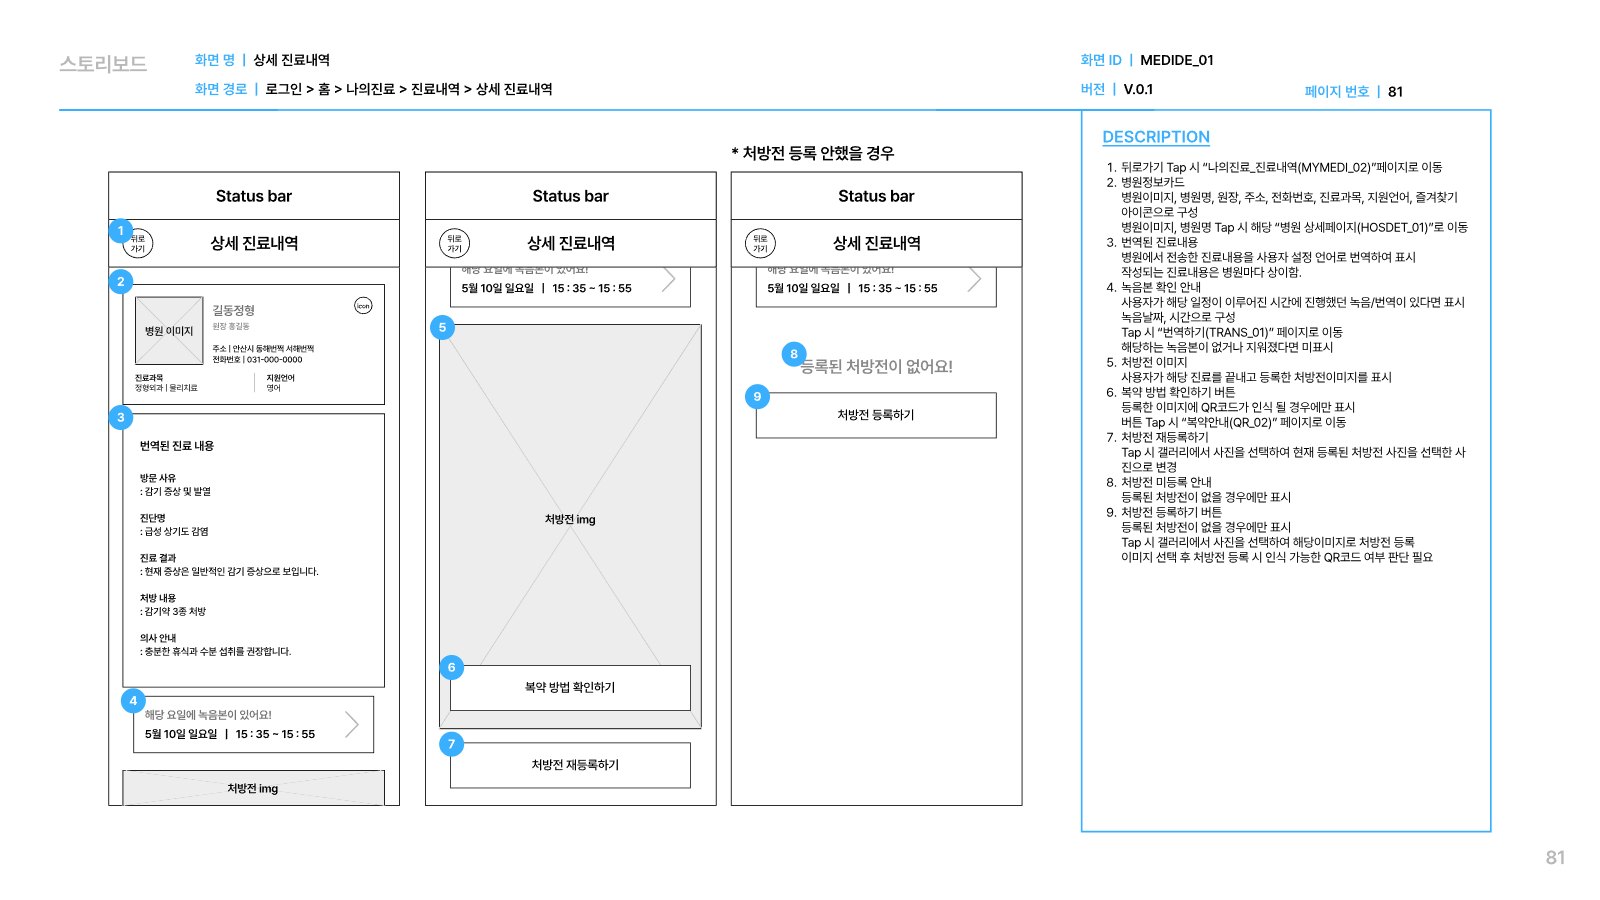 스토리보드
화면 명 | 상세 진료내역
화면 경로 | 로그인 > 홈 > 나의진료 > 진료내역 > 상세 진료내역
화면 ID | MEDIDE_01
버전 | V.0.1
페이지 번호 | 81
Status bar
1
뒤로
가기
상세 진료내역
2
병원 이미지
길동정형
원장 홍길동
icon
주소 | 안산시 동해번쩍 서해번쩍
전화번호 | 031-000-0000
진료과목
정형외과 | 물리치료
지원언어
영어
3
번역된 진료 내용
방문 사유
: 감기 증상 및 발열
진단명
: 급성 상기도 감염
진료 결과
: 현재 증상은 일반적인 감기 증상으로 보입니다.
처방 내용
: 감기약 3종 처방
의사 안내
: 충분한 휴식과 수분 섭취를 권장합니다.
4
해당 요일에 녹음본이 있어요!
5월 10일 일요일 | 15 : 35 ~ 15 : 55
처방전 img
Status bar
뒤로
가기
상세 진료내역
해당 요일에 녹음본이 있어요!
5월 10일 일요일 | 15 : 35 ~ 15 : 55
5
처방전 img
6
복약 방법 확인하기
7
처방전 재등록하기
* 처방전 등록 안했을 경우
Status bar
뒤로
가기
상세 진료내역
해당 요일에 녹음본이 있어요!
5월 10일 일요일 | 15 : 35 ~ 15 : 55
8
등록된 처방전이 없어요!
9
처방전 등록하기
DESCRIPTION
1. 뒤로가기 Tap 시 “나의진료_진료내역(MYMEDI_02)”페이지로 이동
2. 병원정보카드
병원이미지, 병원명, 원장, 주소, 전화번호, 진료과목, 지원언어, 즐겨찾기
아이콘으로 구성
병원이미지, 병원명 Tap 시 해당 “병원 상세페이지(HOSDET_01)”로 이동
3. 번역된 진료내용
병원에서 전송한 진료내용을 사용자 설정 언어로 번역하여 표시
작성되는 진료내용은 병원마다 상이함.
4. 녹음본 확인 안내
사용자가 해당 일정이 이루어진 시간에 진행했던 녹음/번역이 있다면 표시
녹음날짜, 시간으로 구성
Tap 시 “번역하기(TRANS_01)” 페이지로 이동
해당하는 녹음본이 없거나 지워졌다면 미표시
5. 처방전 이미지
사용자가 해당 진료를 끝내고 등록한 처방전이미지를 표시
6. 복약 방법 확인하기 버튼
등록한 이미지에 QR코드가 인식 될 경우에만 표시
버튼 Tap 시 “복약안내(QR_02)” 페이지로 이동
7. 처방전 재등록하기
Tap 시 갤러리에서 사진을 선택하여 현재 등록된 처방전 사진을 선택한 사
진으로 변경
8. 처방전 미등록 안내
등록된 처방전이 없을 경우에만 표시
9. 처방전 등록하기 버튼
등록된 처방전이 없을 경우에만 표시
Tap 시 갤러리에서 사진을 선택하여 해당이미지로 처방전 등록
이미지 선택 후 처방전 등록 시 인식 가능한 QR코드 여부 판단 필요
81